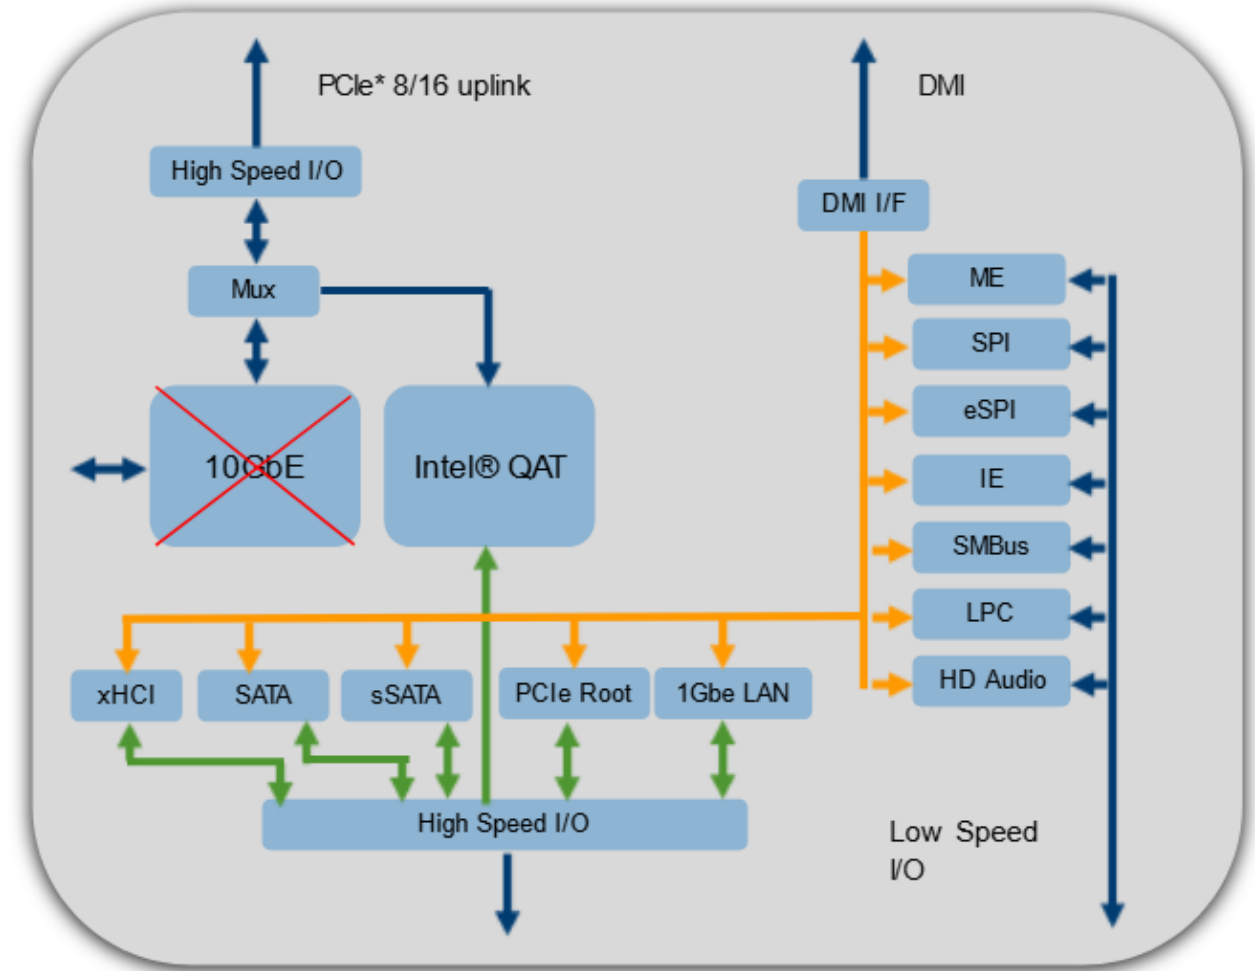 PCIe* 8/16 uplink
DMI
High Speed I/O
DMI I/F
Mux
ME
SPI
eSPI
10GbE
Intel® QAT
IE
SMBus
LPC
xHCI
SATA
sSATA
PCIe Root
1Gbe LAN
HD Audio
High Speed I/O
Low Speed
I/O